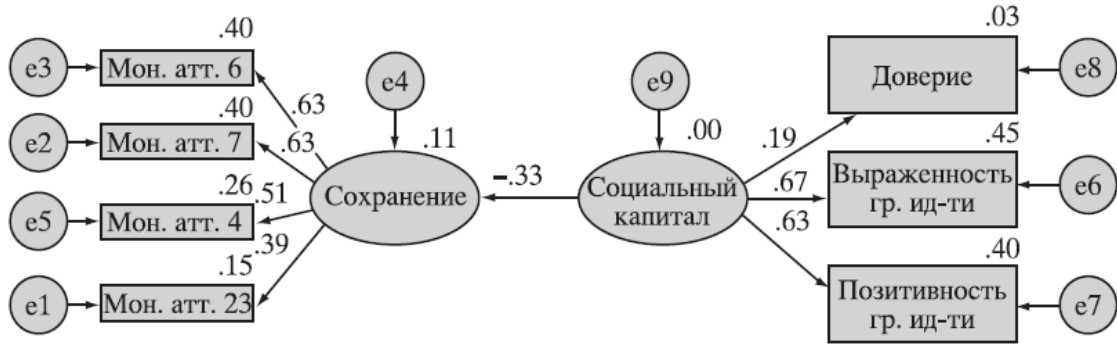 .40
e3
Мон. атт. 6
.63
e2
.40
Мон. атт. 7
.63
e5
.26
Мон. атт. 4
.51
e1
.15
Мон. атт. 23
.39
e4
.11
Сохранение
-.33
e9
.00
Социальный
капитал
.19
.67
.63
.03
Доверие
e8
.45
Выраженность
гр. ид-ти
e6
.40
Позитивность
гр. ид-ти
e7